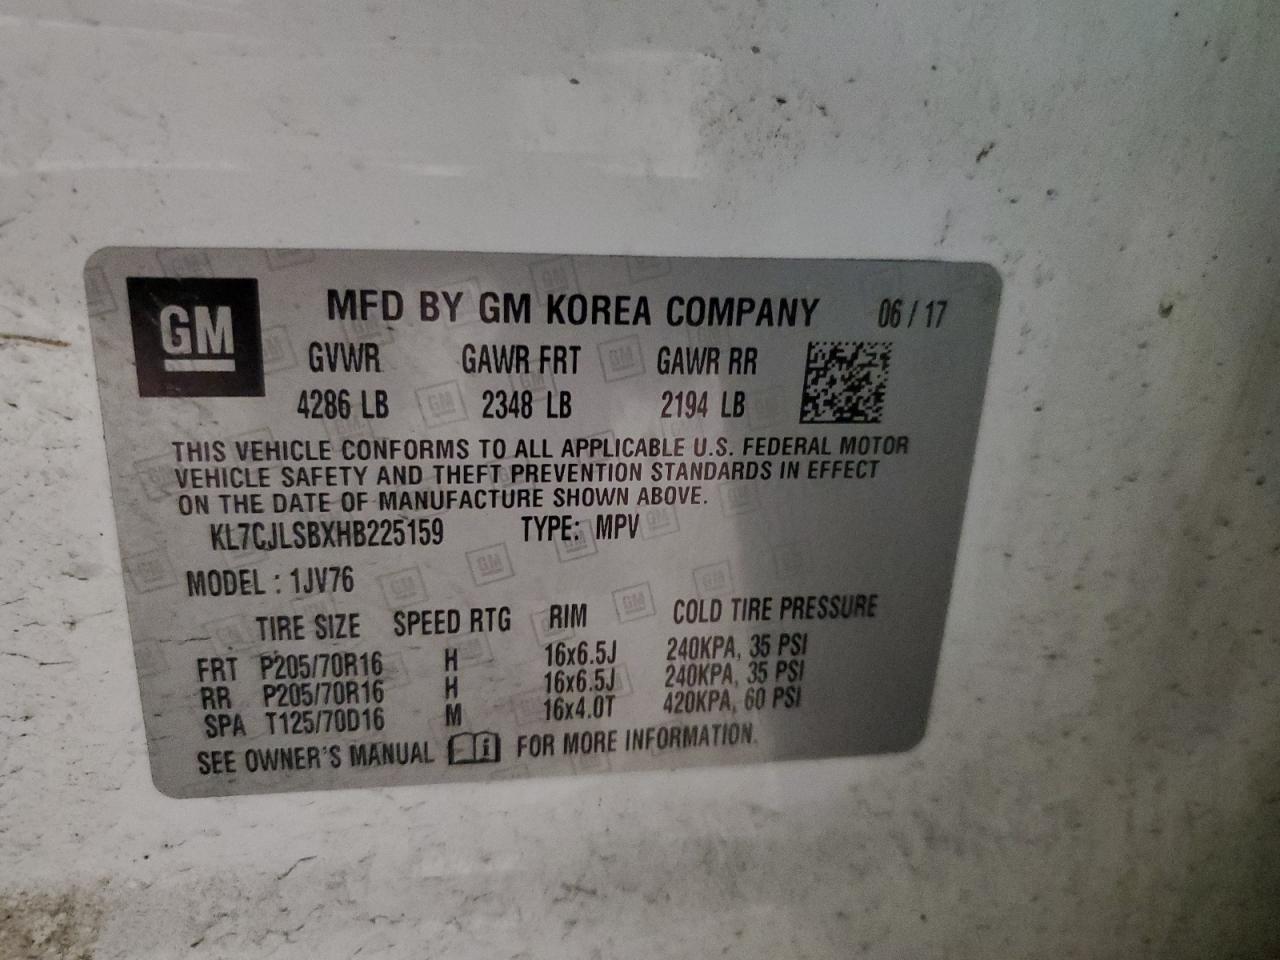 GM MFD BY GM KOREA COMPANY 06 / 17
GVWR GAWR FRT GAWR RR
4286 LB 2348 LB 2194 LB
THIS VEHICLE CONFORMS TO ALL APPLICABLE U.S. FEDERAL MOTOR
VEHICLE SAFETY AND THEFT PREVENTION STANDARDS IN EFFECT
ON THE DATE OF MANUFACTURE SHOWN ABOVE.
KL7CJLSBXHB225159 TYPE: MPV
MODEL : 1JV76
TIRE SIZE SPEED RTG RIM COLD TIRE PRESSURE
FRT P205/70R16 H 16x6.5J 240KPA, 35 PSI
RR P205/70R16 H 16x6.5J 240KPA, 35 PSI
SPA T125/70D16 M 16x4.0T 420KPA, 60 PSI
SEE OWNER'S MANUAL FOR MORE INFORMATION.